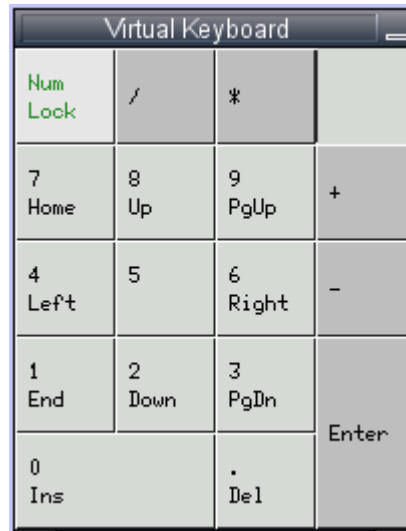 Virtual Keyboard
Num
Lock
/
*
7
Home
8
Up
9
PgUp
+
4
Left
5
6
Right
-
1
End
2
Down
3
PgDn
Enter
0
Ins
.
Del